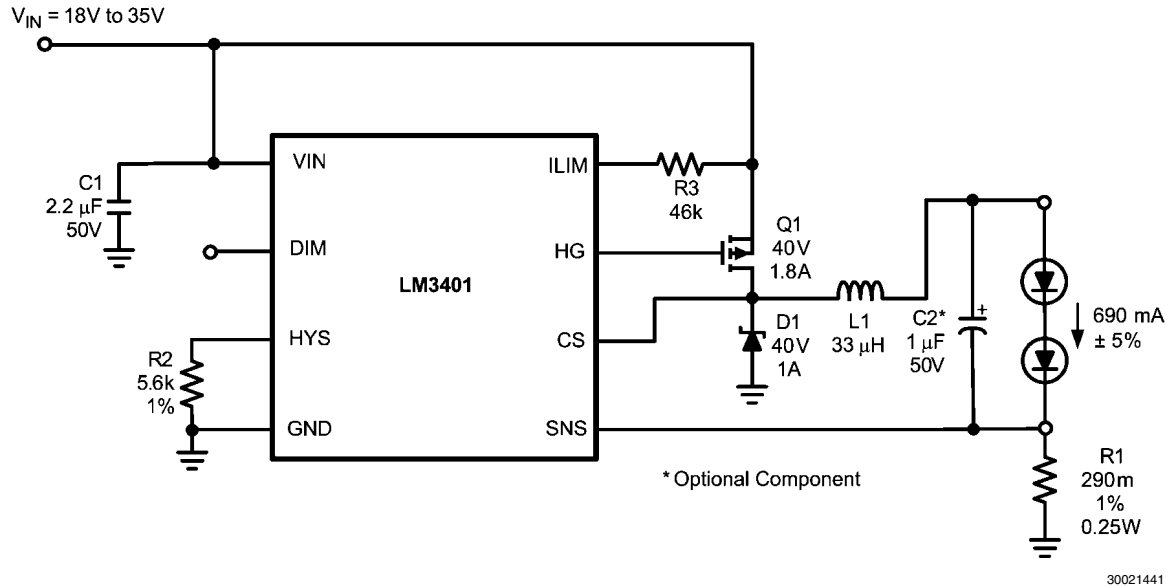 VIN = 18V to 35V
C1
2.2 μF
50V
VIN
DIM
HYS
GND
LM3401
ILIM
HG
CS
SNS
R2
5.6k
1%
R3
46k
Q1
40V
1.8A
D1
40V
1A
L1
33 μH
C2*
1 μF
50V
+
690 mA
± 5%
R1
290m
1%
0.25W
* Optional Component
30021441